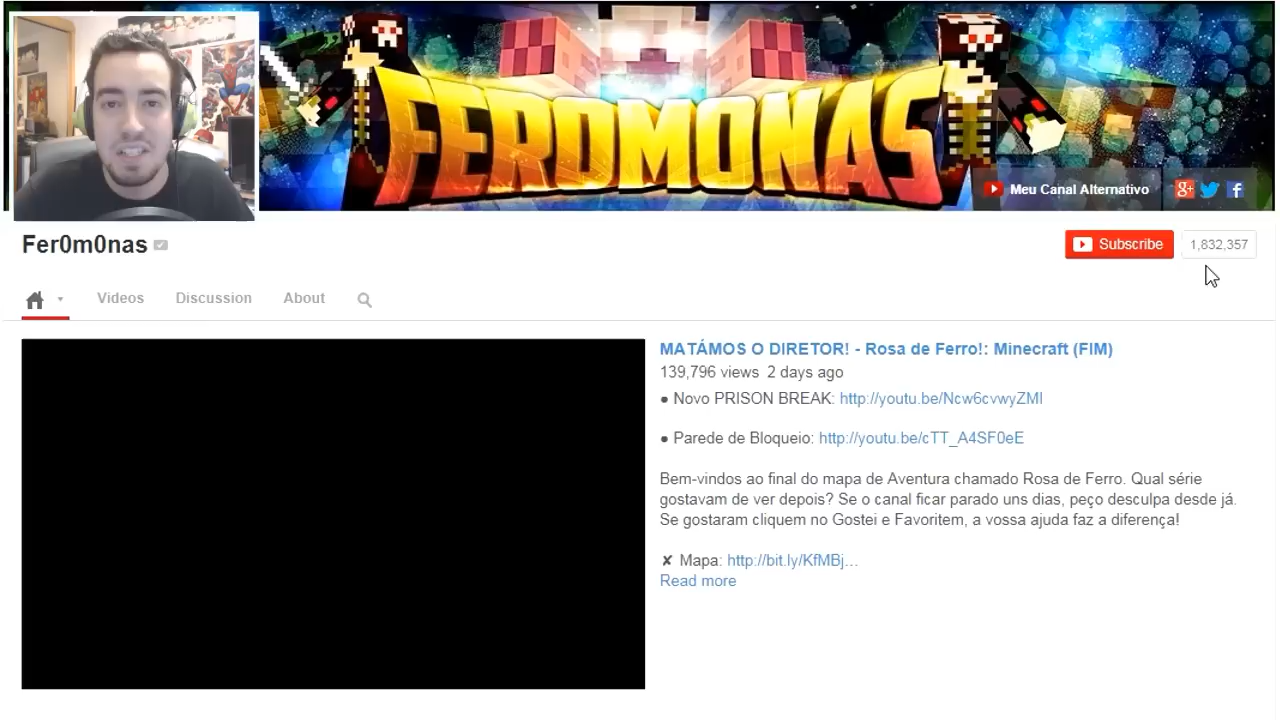 FEROMONAS
Meu Canal Alternativo
Fer0m0nas
Subscribe 1,832,357
Videos Discussion About
MATÁMOS O DIRETOR! - Rosa de Ferro!: Minecraft (FIM)
139,796 views 2 days ago
● Novo PRISON BREAK: http://youtu.be/Ncw6cvwyZMI
● Parede de Bloqueio: http://youtu.be/cTT_A4SF0eE
Bem-vindos ao final do mapa de Aventura chamado Rosa de Ferro. Qual série
gostavam de ver depois? Se o canal ficar parado uns dias, peço desculpa desde já.
Se gostaram cliquem no Gostei e Favoritem, a vossa ajuda faz a diferença!
✘ Mapa: http://bit.ly/KfMBj...
Read more